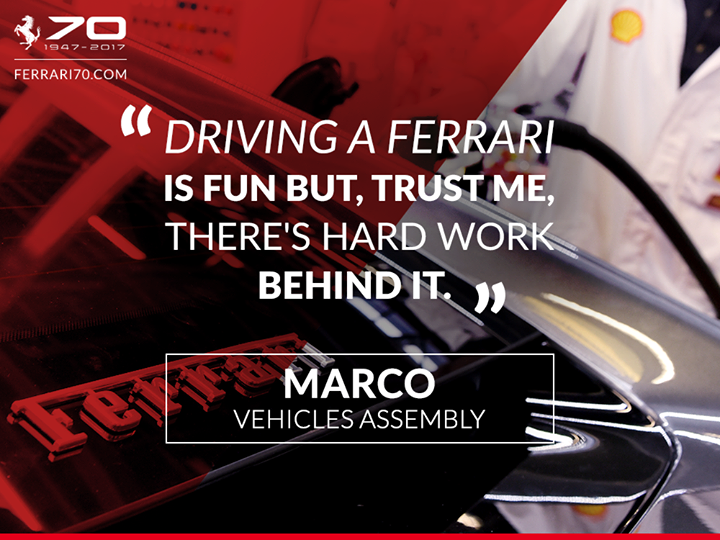 70
1947-2017
FERRARI70.COM
“DRIVING A FERRARI
IS FUN BUT, TRUST ME,
THERE'S HARD WORK
BEHIND IT.”
Ferrari
MARCO
VEHICLES ASSEMBLY